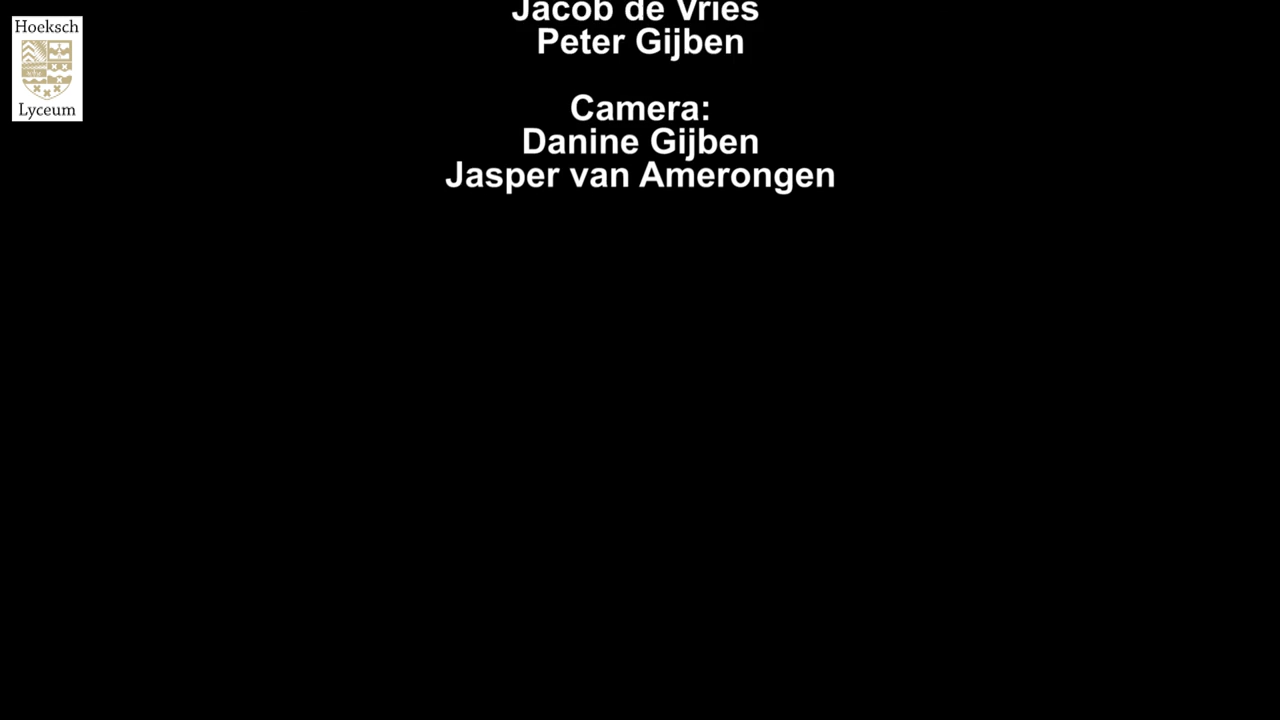 Hoeksch
Lyceum
Jacob de Vries
Peter Gijben
Camera:
Danine Gijben
Jasper van Amerongen